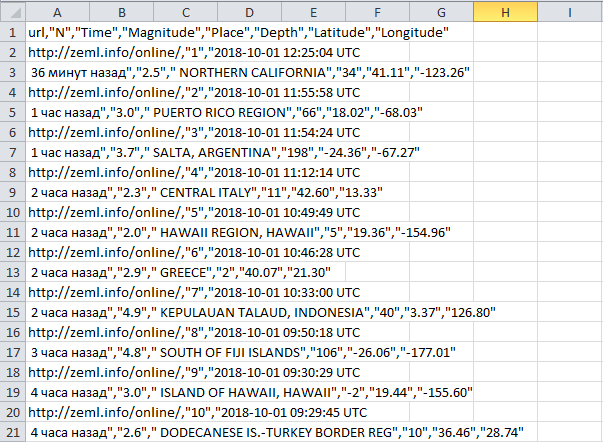 A B C D E F G H I
1 url,"N","Time","Magnitude","Place","Depth","Latitude","Longitude"
2 http://zeml.info/online/,"1","2018-10-01 12:25:04 UTC
3 36 минут назад","2.5"," NORTHERN CALIFORNIA","34","41.11","-123.26"
4 http://zeml.info/online/,"2","2018-10-01 11:55:58 UTC
5 1 час назад","3.0"," PUERTO RICO REGION","66","18.02","-68.03"
6 http://zeml.info/online/,"3","2018-10-01 11:54:24 UTC
7 1 час назад","3.7"," SALTA, ARGENTINA","198","-24.36","-67.27"
8 http://zeml.info/online/,"4","2018-10-01 11:12:14 UTC
9 2 часа назад","2.3"," CENTRAL ITALY","11","42.60","13.33"
10 http://zeml.info/online/,"5","2018-10-01 10:49:49 UTC
11 2 часа назад","2.0"," HAWAII REGION, HAWAII","5","19.36","-154.96"
12 http://zeml.info/online/,"6","2018-10-01 10:46:28 UTC
13 2 часа назад","2.9"," GREECE","2","40.07","21.30"
14 http://zeml.info/online/,"7","2018-10-01 10:33:00 UTC
15 2 часа назад","4.9"," KEPULAUAN TALAUD, INDONESIA","40","3.37","126.80"
16 http://zeml.info/online/,"8","2018-10-01 09:50:18 UTC
17 3 часа назад","4.8"," SOUTH OF FIJI ISLANDS","106","-26.06","-177.01"
18 http://zeml.info/online/,"9","2018-10-01 09:30:29 UTC
19 4 часа назад","3.0"," ISLAND OF HAWAII, HAWAII","-2","19.44","-155.60"
20 http://zeml.info/online/,"10","2018-10-01 09:29:45 UTC
21 4 часа назад","2.6"," DODECANESE IS.-TURKEY BORDER REG","10","36.46","28.74"